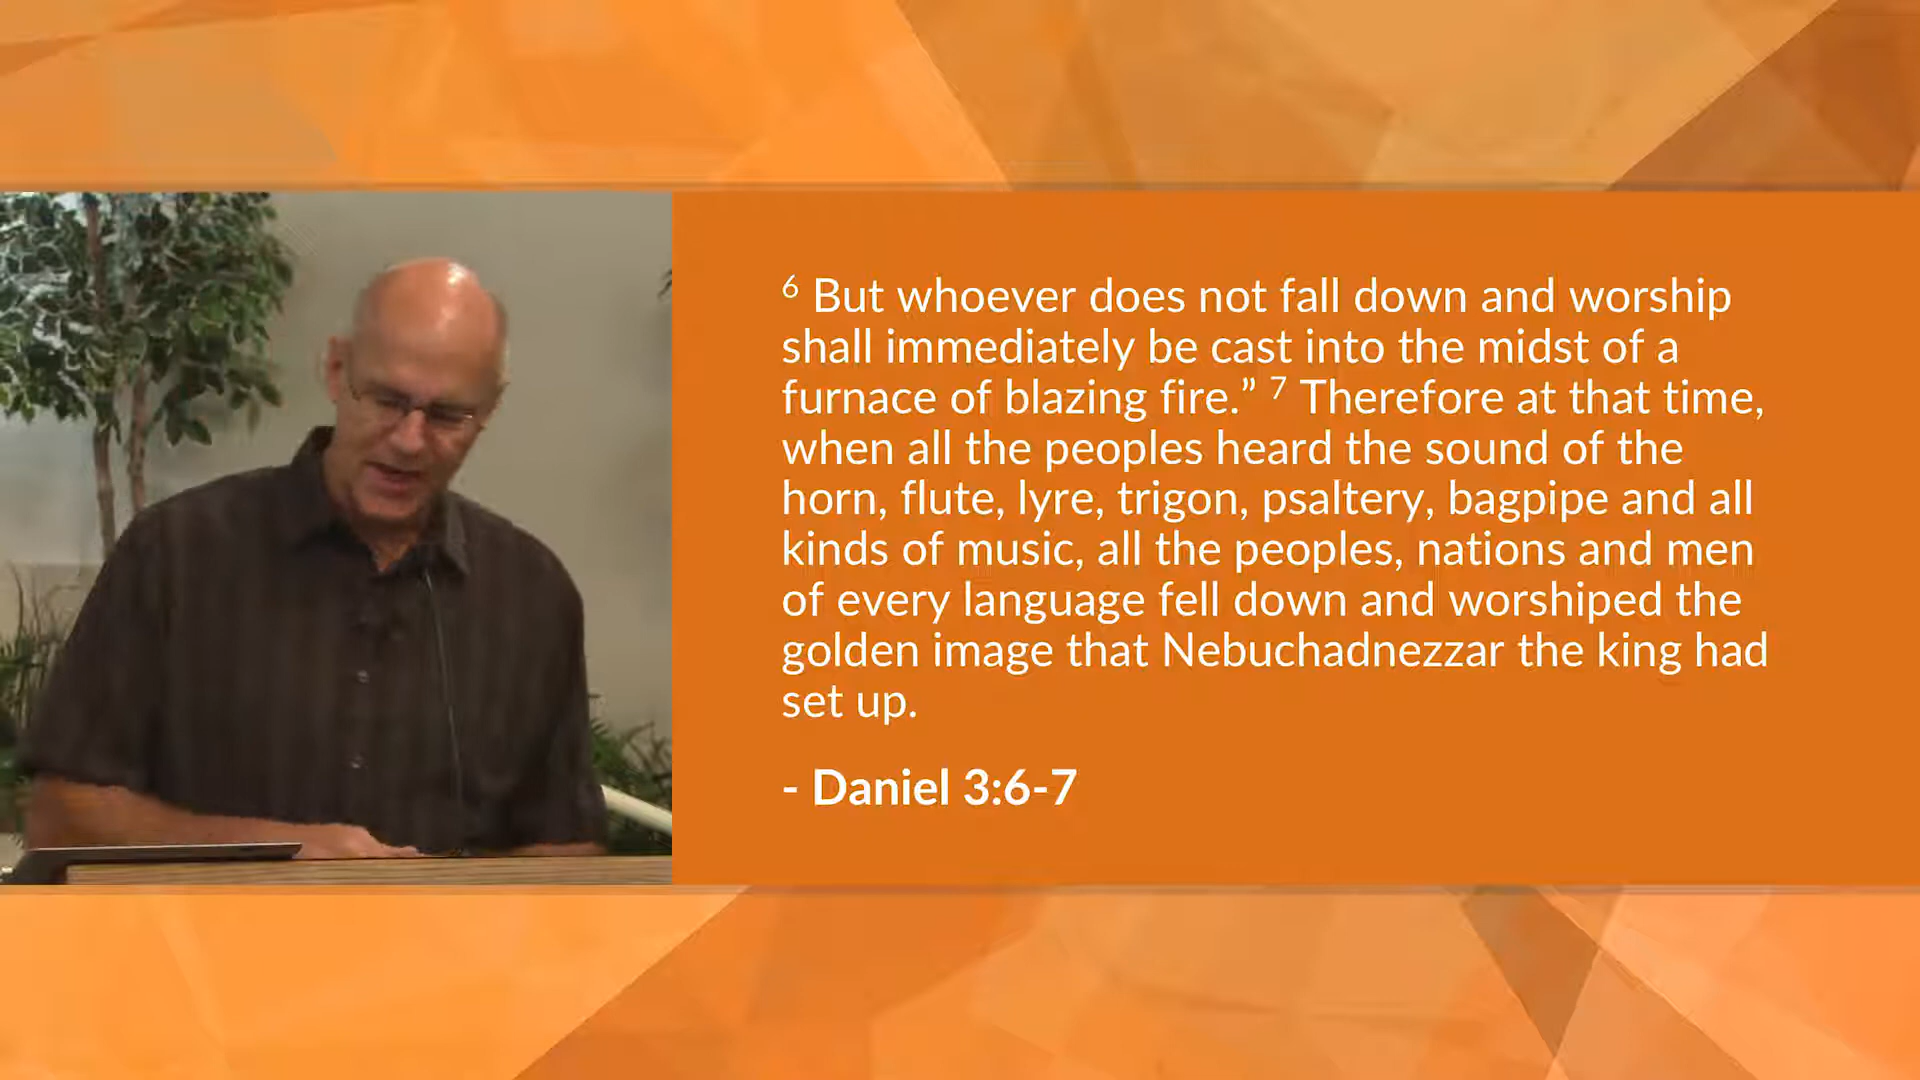 ⁶ But whoever does not fall down and worship
shall immediately be cast into the midst of a
furnace of blazing fire.” ⁷ Therefore at that time,
when all the peoples heard the sound of the
horn, flute, lyre, trigon, psaltery, bagpipe and all
kinds of music, all the peoples, nations and men
of every language fell down and worshiped the
golden image that Nebuchadnezzar the king had
set up.
- Daniel 3:6-7